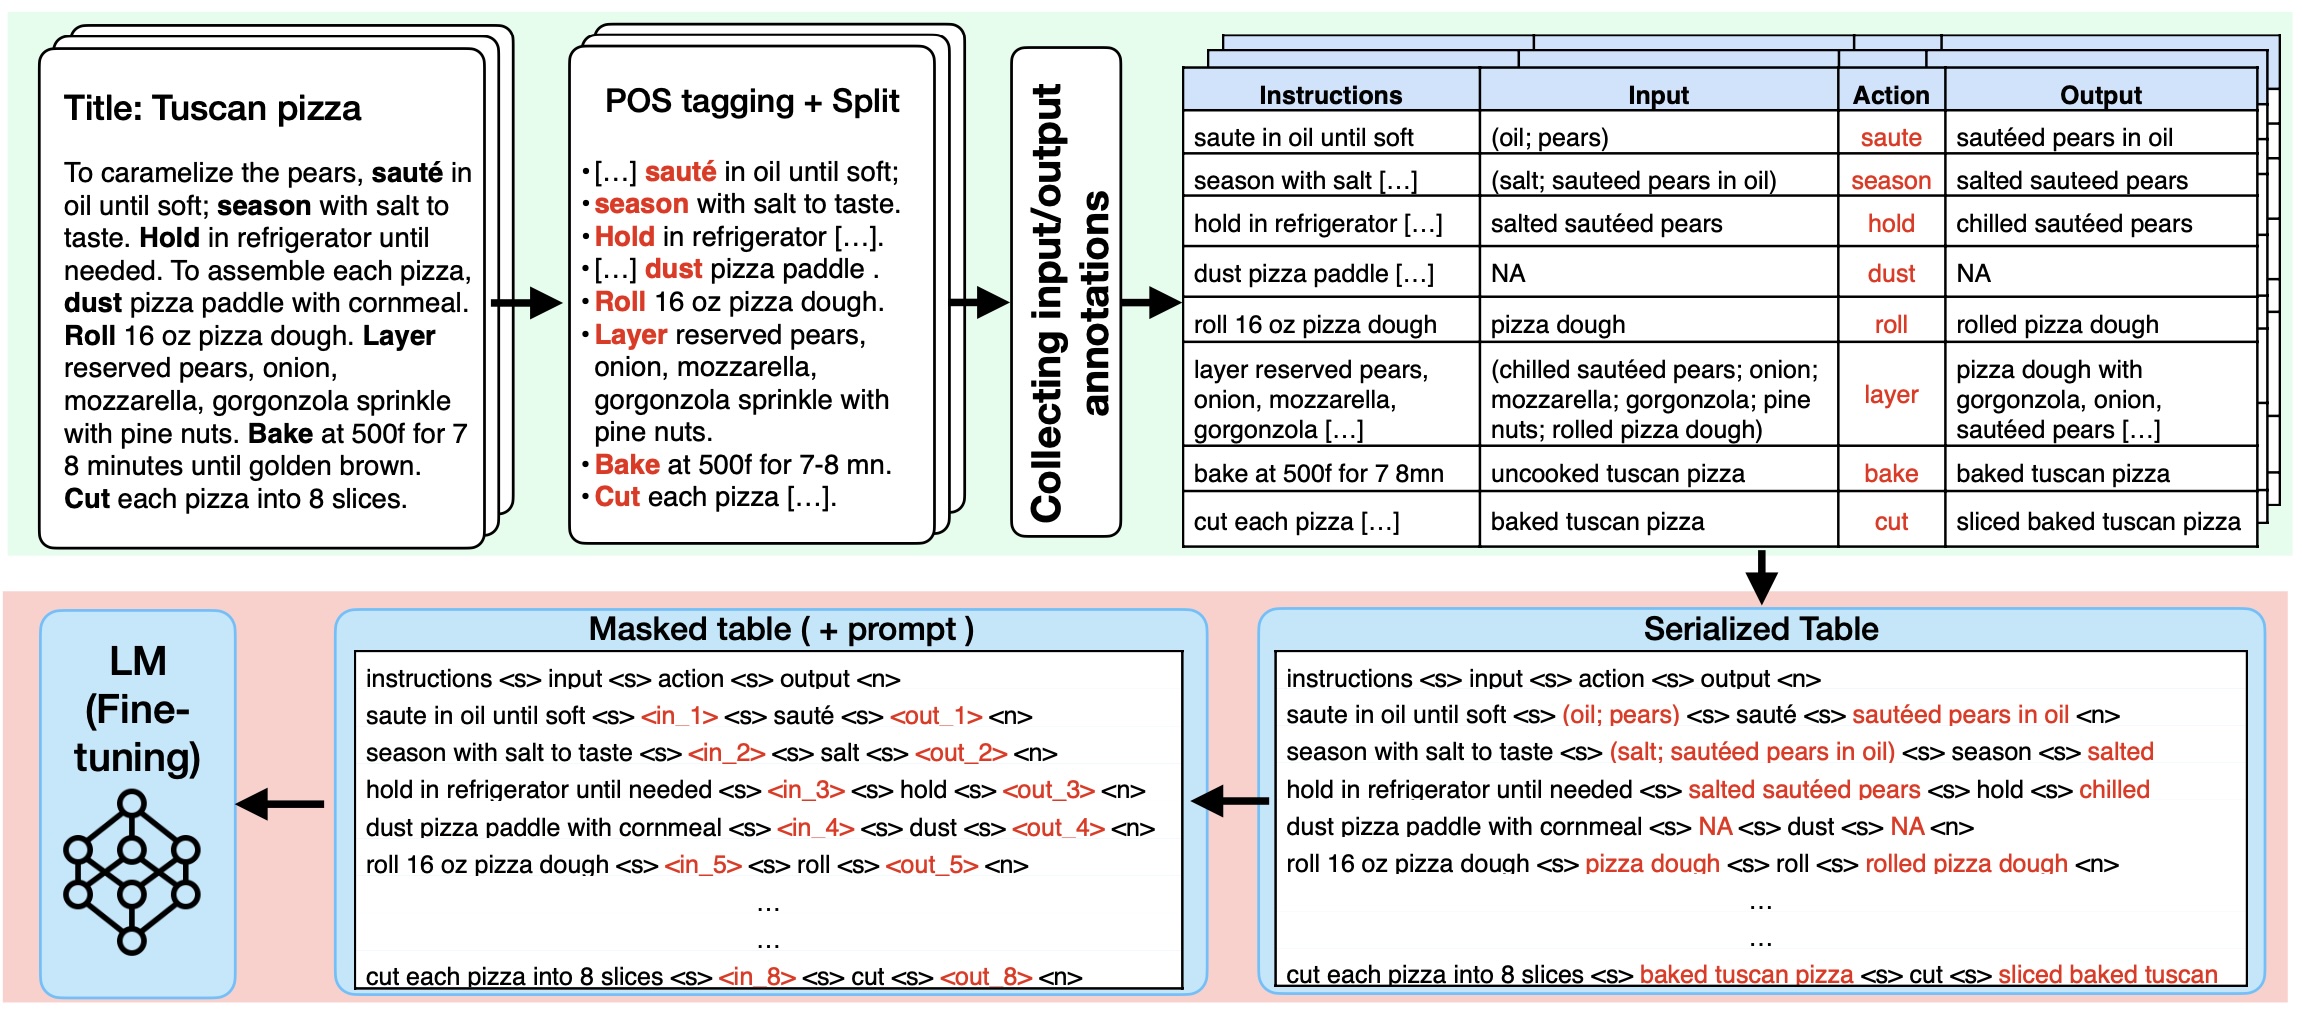 Title: Tuscan pizza
To caramelize the pears, sauté in
oil until soft; season with salt to
taste. Hold in refrigerator until
needed. To assemble each pizza,
dust pizza paddle with cornmeal.
Roll 16 oz pizza dough. Layer
reserved pears, onion,
mozzarella, gorgonzola sprinkle
with pine nuts. Bake at 500f for 7
8 minutes until golden brown.
Cut each pizza into 8 slices.
POS tagging + Split
• […] sauté in oil until soft;
• season with salt to taste.
• Hold in refrigerator […].
• […] dust pizza paddle .
• Roll 16 oz pizza dough.
• Layer reserved pears,
onion, mozzarella,
gorgonzola sprinkle with
pine nuts.
• Bake at 500f for 7-8 mn.
• Cut each pizza […].
Collecting input/output
annotations
Instructions Input Action Output
saute in oil until soft (oil; pears) saute sautéed pears in oil
season with salt […] (salt; sauteed pears in oil) season salted sauteed pears
hold in refrigerator […] salted sautéed pears hold chilled sautéed pears
dust pizza paddle […] NA dust NA
roll 16 oz pizza dough pizza dough roll rolled pizza dough
layer reserved pears,
onion, mozzarella,
gorgonzola […]
(chilled sautéed pears; onion;
mozzarella; gorgonzola; pine
nuts; rolled pizza dough)
layer
pizza dough with
gorgonzola, onion,
sautéed pears […]
bake at 500f for 7 8mn uncooked tuscan pizza bake baked tuscan pizza
cut each pizza […] baked tuscan pizza cut sliced baked tuscan pizza
Serialized Table
instructions <s> input <s> action <s> output <n>
saute in oil until soft <s> (oil; pears) <s> sauté <s> sautéed pears in oil <n>
season with salt to taste <s> (salt; sautéed pears in oil) <s> season <s> salted
hold in refrigerator until needed <s> salted sautéed pears <s> hold <s> chilled
dust pizza paddle with cornmeal <s> NA <s> dust <s> NA <n>
roll 16 oz pizza dough <s> pizza dough <s> roll <s> rolled pizza dough <n>
…
…
cut each pizza into 8 slices <s> baked tuscan pizza <s> cut <s> sliced baked tuscan
Masked table ( + prompt )
instructions <s> input <s> action <s> output <n>
saute in oil until soft <s> <in_1> <s> sauté <s> <out_1> <n>
season with salt to taste <s> <in_2> <s> salt <s> <out_2> <n>
hold in refrigerator until needed <s> <in_3> <s> hold <s> <out_3> <n>
dust pizza paddle with cornmeal <s> <in_4> <s> dust <s> <out_4> <n>
roll 16 oz pizza dough <s> <in_5> <s> roll <s> <out_5> <n>
…
…
cut each pizza into 8 slices <s> <in_8> <s> cut <s> <out_8> <n>
LM
(Fine-
tuning)